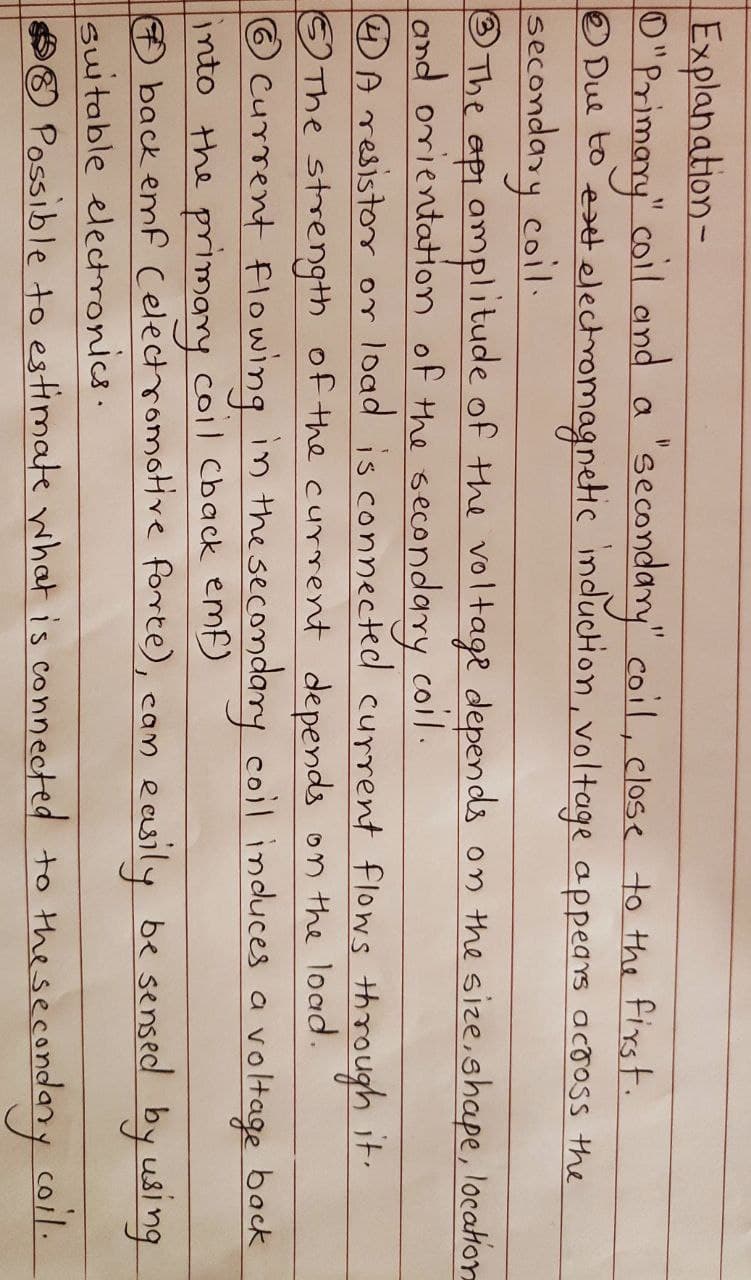 Explanation-
① "Primary" coil and a "secondary" coil, close to the first.
② Due to electromagnetic induction, voltage appears across the
secondary coil.
③ The amplitude of the voltage depends on the size, shape, location
and orientation of the secondary coil.
④ A resistor or load is connected current flows through it.
⑤ The strength of the current depends on the load.
⑥ Current flowing in the secondary coil induces a voltage back
into the primary coil (back emf)
⑦ back emf (electromotive force), can easily be sensed by using
suitable electronics.
⑧ Possible to estimate what is connected to the secondary coil.